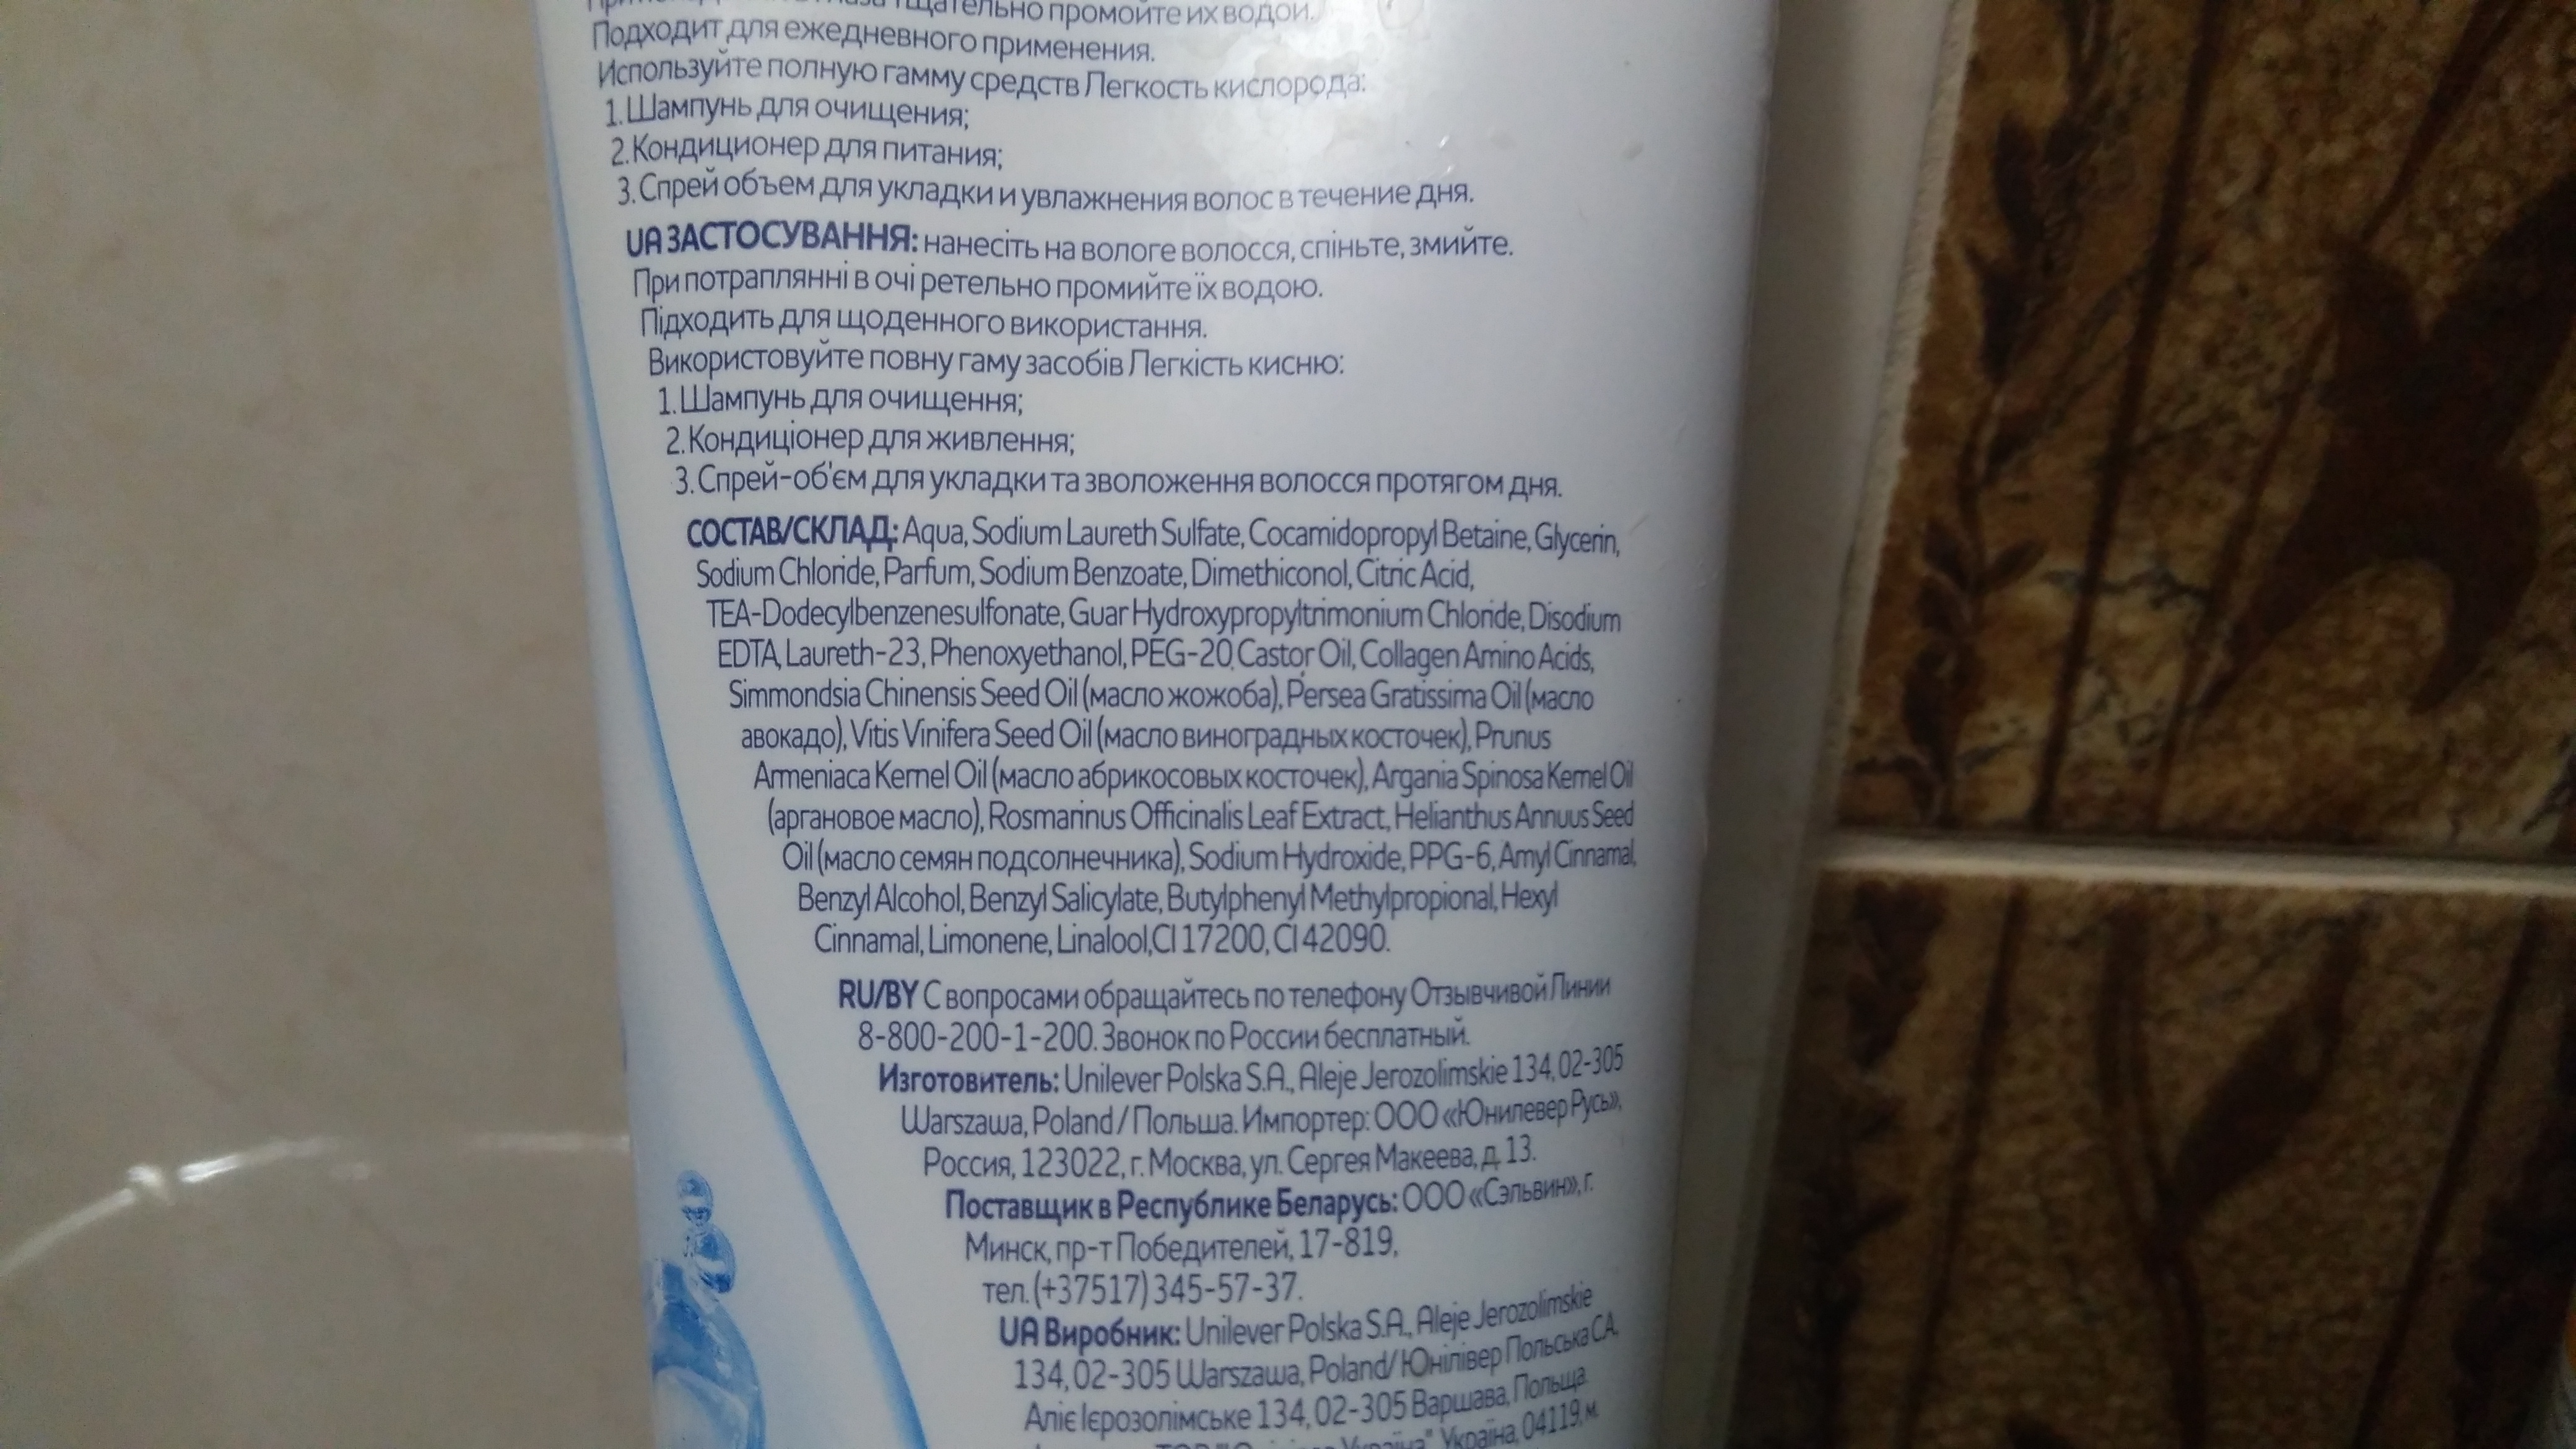 тщательно промойте их водой.
Подходит для ежедневного применения.
Используйте полную гамму средств Легкость кислорода:
1. Шампунь для очищения;
2. Кондиционер для питания;
3. Спрей объем для укладки и увлажнения волос в течение дня.
UA ЗАСТОСУВАННЯ: нанесіть на вологе волосся, спіньте, змийте.
При потраплянні в очі ретельно промийте їх водою.
Підходить для щоденного використання.
Використовуйте повну гаму засобів Легкість кисню:
1. Шампунь для очищення;
2. Кондиціонер для живлення;
3. Спрей-об'єм для укладки та зволоження волосся протягом дня.
СОСТАВ/СКЛАД: Aqua, Sodium Laureth Sulfate, Cocamidopropyl Betaine, Glycerin,
Sodium Chloride, Parfum, Sodium Benzoate, Dimethiconol, Citric Acid,
TEA-Dodecylbenzenesulfonate, Guar Hydroxypropyltrimonium Chloride, Disodium
EDTA, Laureth-23, Phenoxyethanol, PEG-20 Castor Oil, Collagen Amino Acids,
Simmondsia Chinensis Seed Oil (масло жожоба), Persea Gratissima Oil (масло
авокадо), Vitis Vinifera Seed Oil (масло виноградных косточек), Prunus
Armeniaca Kernel Oil (масло абрикосовых косточек), Argania Spinosa Kernel Oil
(аргановое масло), Rosmarinus Officinalis Leaf Extract, Helianthus Annuus Seed
Oil (масло семян подсолнечника), Sodium Hydroxide, PPG-6, Amyl Cinnamal,
Benzyl Alcohol, Benzyl Salicylate, Butylphenyl Methylpropional, Hexyl
Cinnamal, Limonene, Linalool, CI 17200, CI 42090.
RU/BY С вопросами обращайтесь по телефону Отзывчивой Линии
8-800-200-1-200. Звонок по России бесплатный.
Изготовитель: Unilever Polska S.A., Aleje Jerozolimskie 134, 02-305
Warszawa, Poland / Польша. Импортер: ООО «Юнилевер Русь»,
Россия, 123022, г. Москва, ул. Сергея Макеева, д. 13.
Поставщик в Республике Беларусь: ООО «Сэльвин», г.
Минск, пр-т Победителей, 17-819,
тел. (+37517) 345-57-37.
UA Виробник: Unilever Polska S.A., Aleje Jerozolimskie
134, 02-305 Warszawa, Poland/ Юнілівер Польська СА,
Аліє Ієрозолімське 134, 02-305 Варшава, Польща.
Україна, 04119, м.